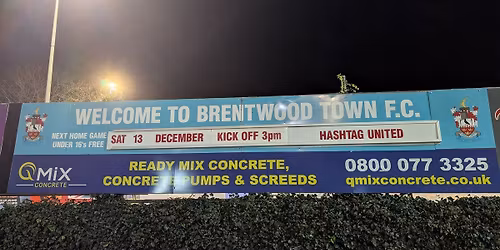 WELCOME TO BRENTWOOD TOWN F.C.
NEXT HOME GAME
UNDER 16's FREE
SAT 13 DECEMBER KICK OFF 3pm HASHTAG UNITED
QMIX
CONCRETE
READY MIX CONCRETE,
CONCRETE PUMPS & SCREEDS
0800 077 3325
qmixconcrete.co.uk